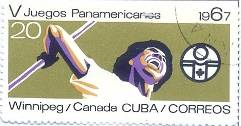 V Juegos Panamericanos 1967
20
Winnipeg/Canada CUBA/CORREOS